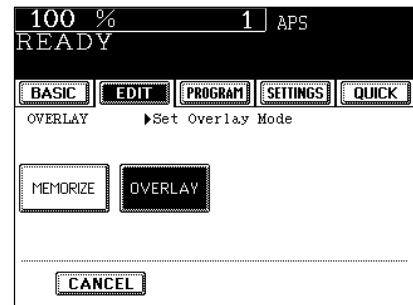 100 % 1 APS
READY
BASIC EDIT PROGRAM SETTINGS QUICK
OVERLAY ▶Set Overlay Mode
MEMORIZE OVERLAY
CANCEL